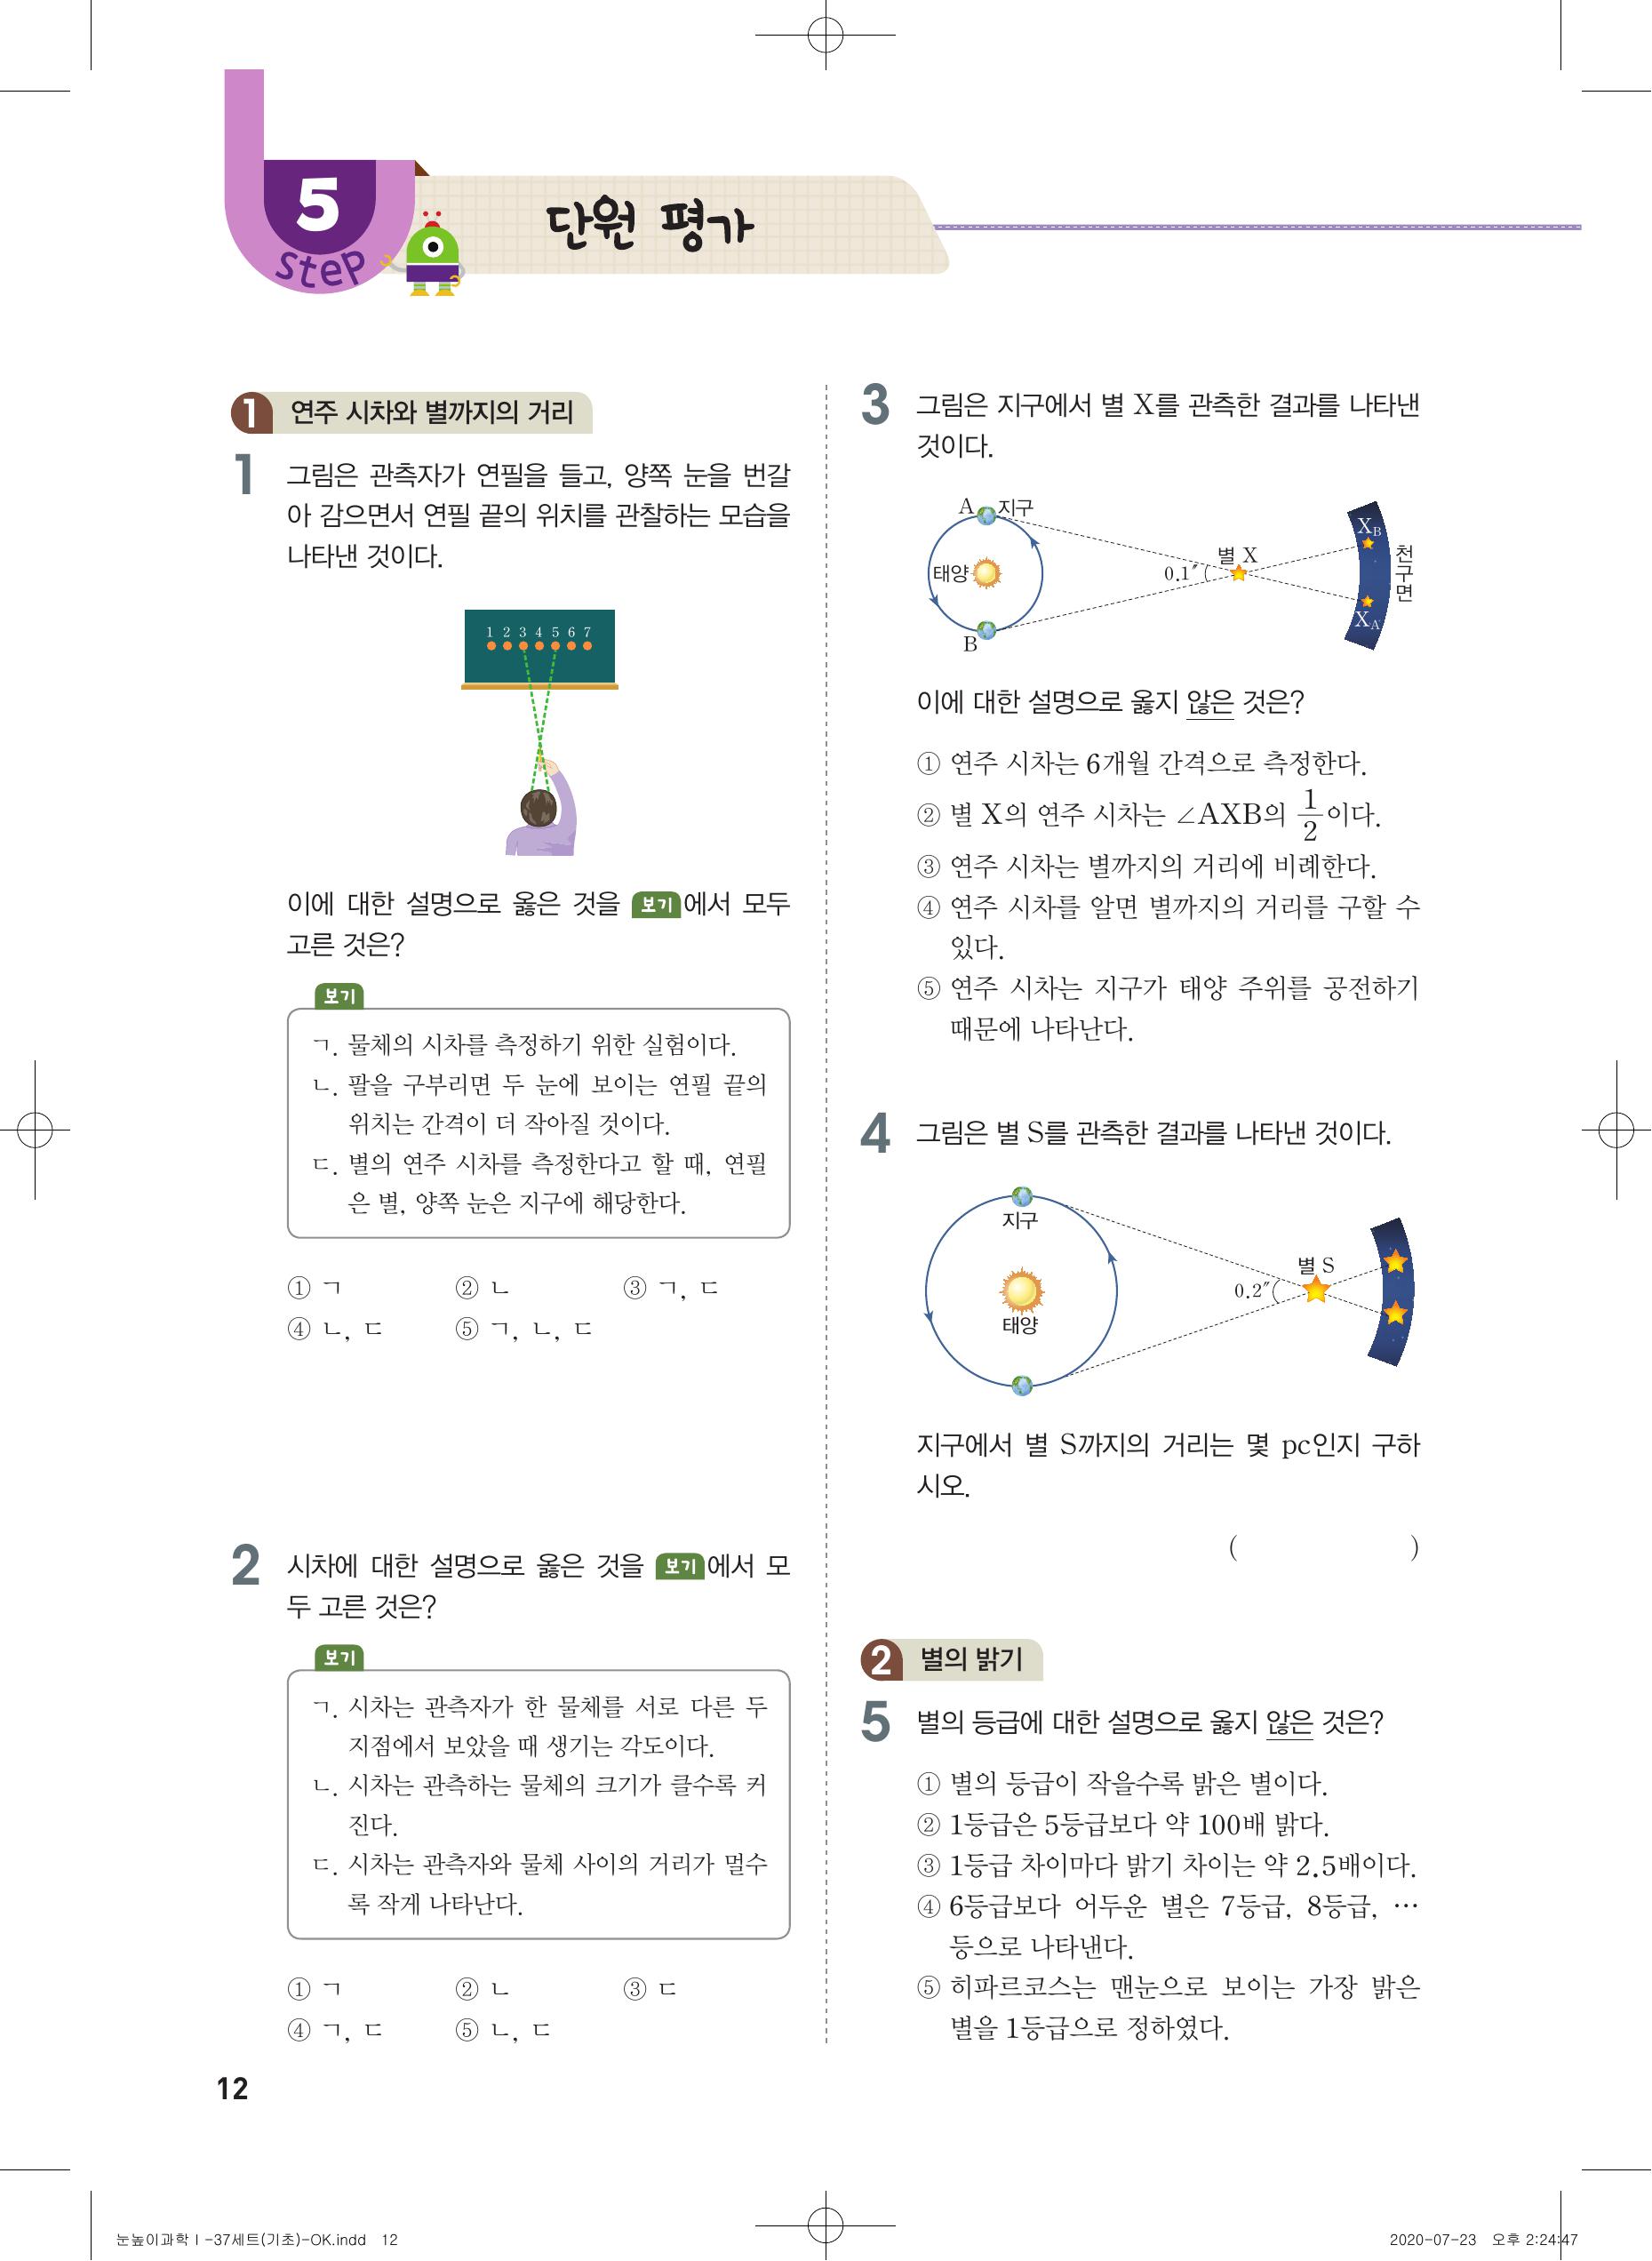 5
step
단원 평가
1 연주 시차와 별까지의 거리
1 그림은 관측자가 연필을 들고, 양쪽 눈을 번갈
아 감으면서 연필 끝의 위치를 관찰하는 모습을
나타낸 것이다.
1 2 3 4 5 6 7
이에 대한 설명으로 옳은 것을 보기에서 모두
고른 것은?
보기
ㄱ. 물체의 시차를 측정하기 위한 실험이다.
ㄴ. 팔을 구부리면 두 눈에 보이는 연필 끝의
위치는 간격이 더 작아질 것이다.
ㄷ. 별의 연주 시차를 측정한다고 할 때, 연필
은 별, 양쪽 눈은 지구에 해당한다.
① ㄱ ② ㄴ ③ ㄱ, ㄷ
④ ㄴ, ㄷ ⑤ ㄱ, ㄴ, ㄷ
2 시차에 대한 설명으로 옳은 것을 보기에서 모
두 고른 것은?
보기
ㄱ. 시차는 관측자가 한 물체를 서로 다른 두
지점에서 보았을 때 생기는 각도이다.
ㄴ. 시차는 관측하는 물체의 크기가 클수록 커
진다.
ㄷ. 시차는 관측자와 물체 사이의 거리가 멀수
록 작게 나타난다.
① ㄱ ② ㄴ ③ ㄷ
④ ㄱ, ㄷ ⑤ ㄴ, ㄷ
3 그림은 지구에서 별 X를 관측한 결과를 나타낸
것이다.
A 지구
태양
B
0.1″
별 X
X_B
X_A
천구면
이에 대한 설명으로 옳지 않은 것은?
① 연주 시차는 6개월 간격으로 측정한다.
② 별 X의 연주 시차는 ∠AXB의 1/2이다.
③ 연주 시차는 별까지의 거리에 비례한다.
④ 연주 시차를 알면 별까지의 거리를 구할 수
있다.
⑤ 연주 시차는 지구가 태양 주위를 공전하기
때문에 나타난다.
4 그림은 별 S를 관측한 결과를 나타낸 것이다.
지구
태양
0.2″
별 S
지구에서 별 S까지의 거리는 몇 pc인지 구하
시오.
( )
2 별의 밝기
5 별의 등급에 대한 설명으로 옳지 않은 것은?
① 별의 등급이 작을수록 밝은 별이다.
② 1등급은 5등급보다 약 100배 밝다.
③ 1등급 차이마다 밝기 차이는 약 2.5배이다.
④ 6등급보다 어두운 별은 7등급, 8등급, …
등으로 나타낸다.
⑤ 히파르코스는 맨눈으로 보이는 가장 밝은
별을 1등급으로 정하였다.
12
눈높이과학Ⅰ-37세트(기초)-OK.indd 12
2020-07-23 오후 2:24:47